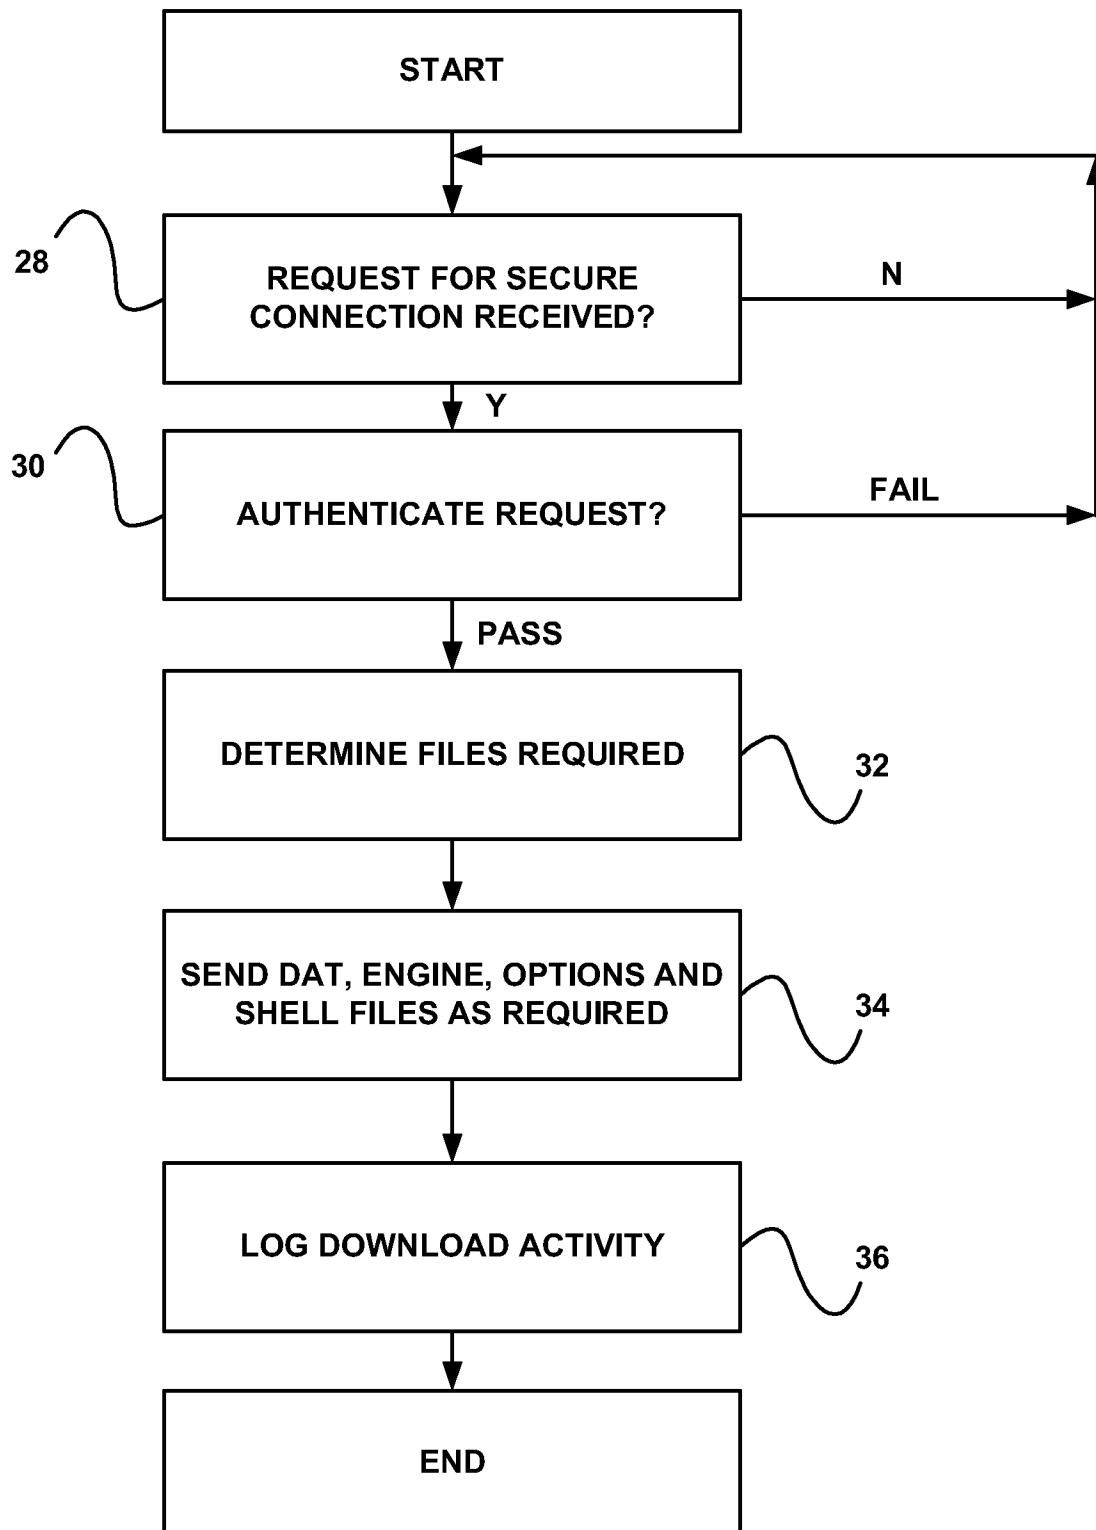 START
28
REQUEST FOR SECURE
CONNECTION RECEIVED?
N
Y
30
AUTHENTICATE REQUEST?
FAIL
PASS
DETERMINE FILES REQUIRED
32
SEND DAT, ENGINE, OPTIONS AND
SHELL FILES AS REQUIRED
34
LOG DOWNLOAD ACTIVITY
36
END